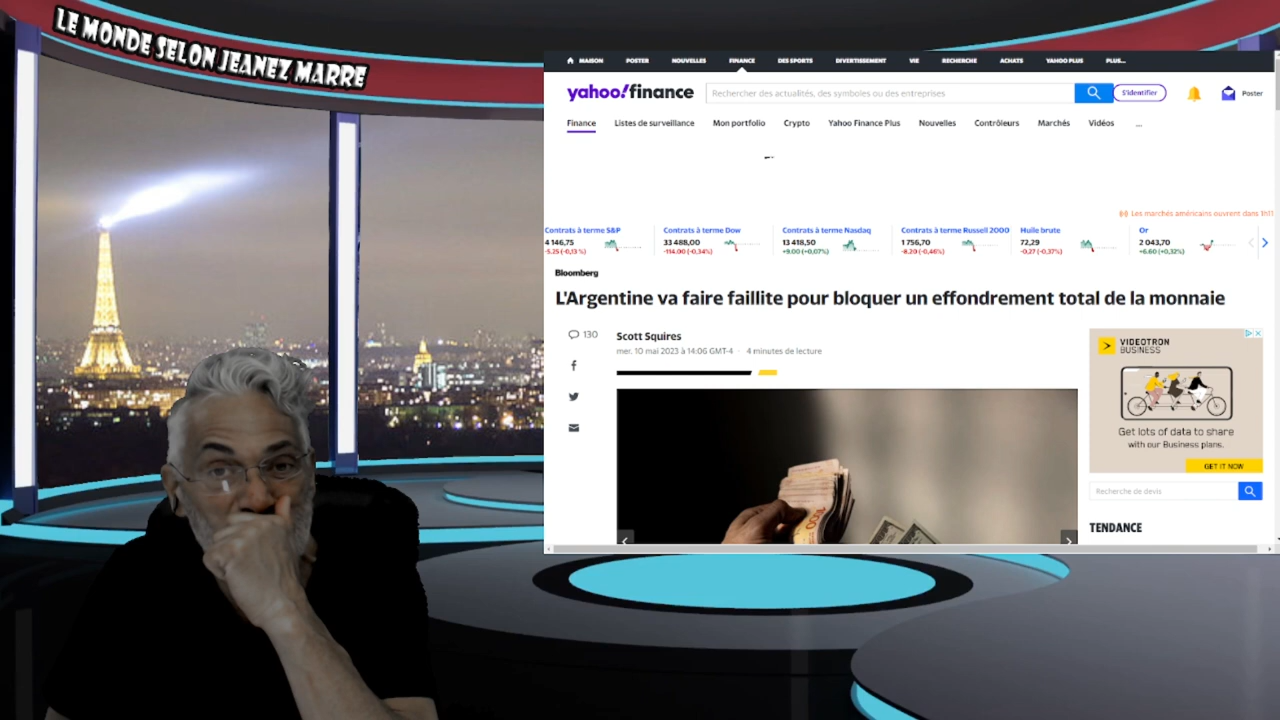 LE MONDE SELON JEANEZ MARRE
MAISON POSTER NOUVELLES FINANCE DES SPORTS DIVERTISSEMENT VIE RECHERCHE ACHATS YAHOO PLUS PLUS...
yahoo!finance
Rechercher des actualités, des symboles ou des entreprises
S'identifier
Poster
Finance Listes de surveillance Mon portfolio Crypto Yahoo Finance Plus Nouvelles Contrôleurs Marchés Vidéos ...
Les marchés américains ouvrent dans 1h11
Contrats à terme S&P Contrats à terme Dow Contrats à terme Nasdaq Contrats à terme Russell 2000 Huile brute Or
4 146,75 33 488,00 13 418,50 1 756,70 72,29 2 043,70
-5,25 (-0,13 %) -114,00 (-0,34%) +9,00 (+0,07%) -8,20 (-0,46%) -0,27 (-0,37%) +6,60 (+0,32%)
Bloomberg
L'Argentine va faire faillite pour bloquer un effondrement total de la monnaie
130
Scott Squires
mer. 10 mai 2023 à 14:06 GMT-4 · 4 minutes de lecture
VIDEOTRON
BUSINESS
Get lots of data to share
with our Business plans.
GET IT NOW
Recherche de devis
TENDANCE